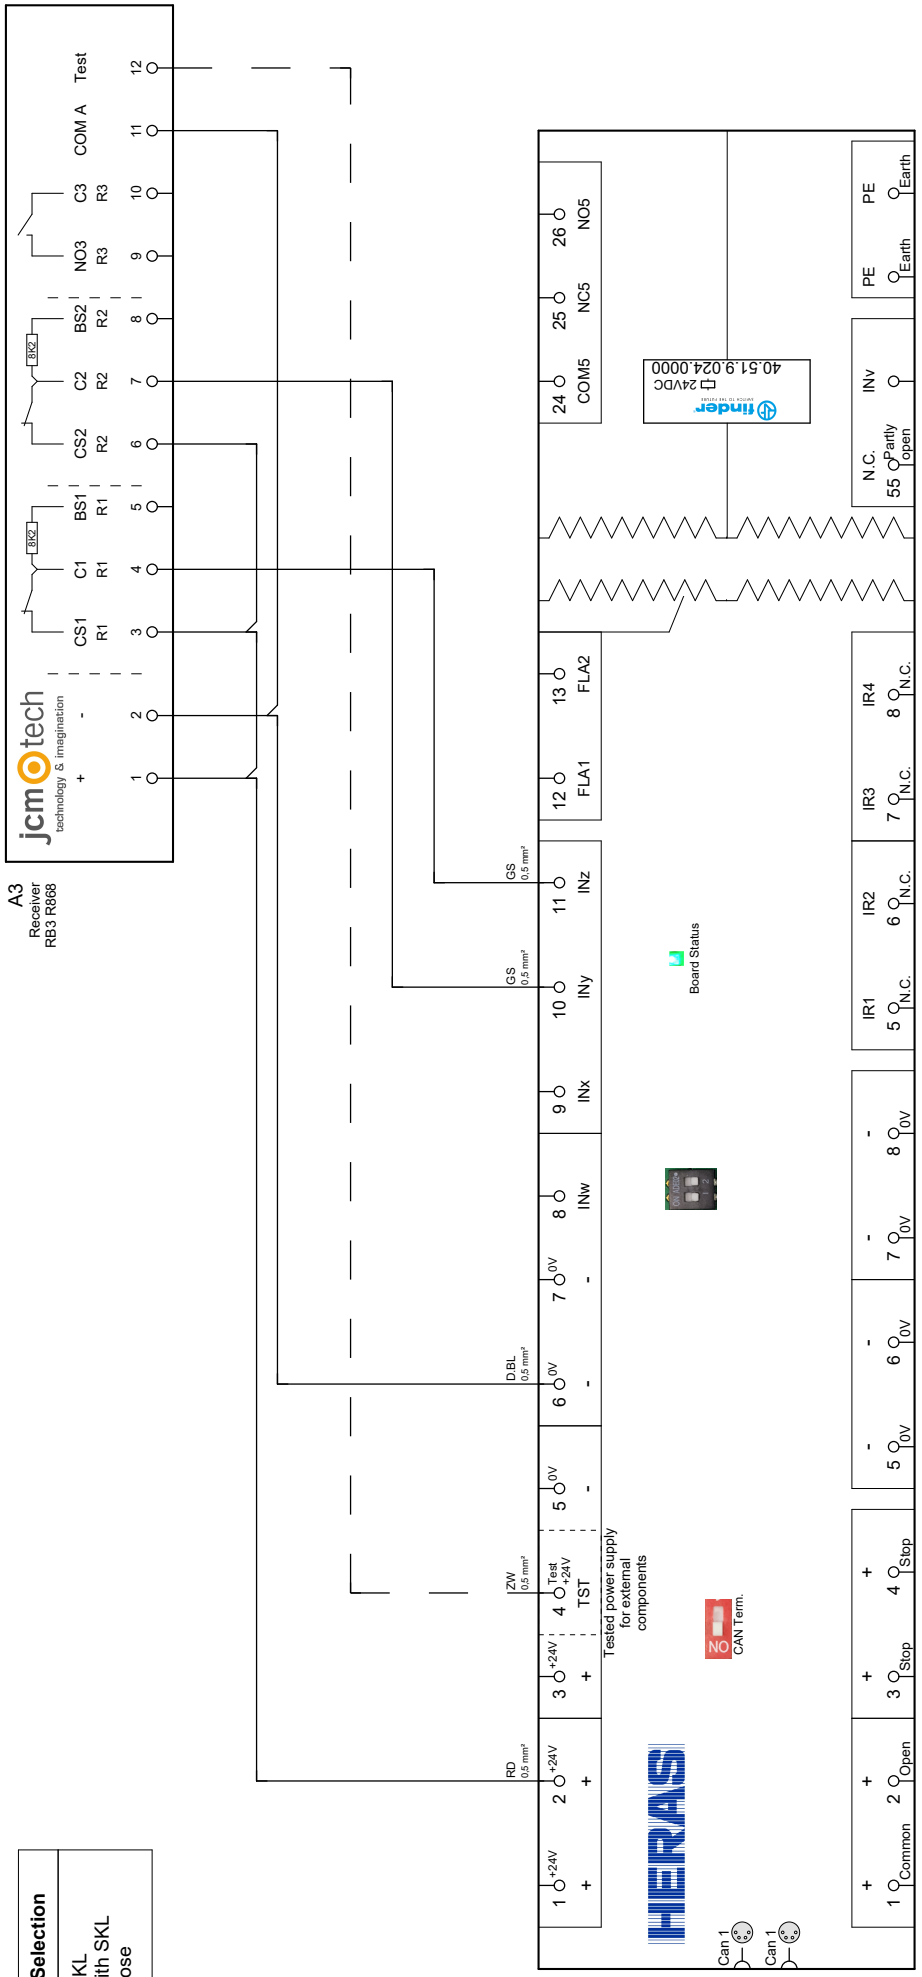 Selection
KL
ith SKL
ose
A3
Receiver
RB3 R868
jcm tech
technology & imagination
+
-
CS1
C1
BS1
CS2
C2
BS2
NO3
C3
COM A
Test
R1
R1
R1
R2
R2
R2
R3
R3
8K2
8K2
1
2
3
4
5
6
7
8
9
10
11
12
RD
0,5 mm²
ZW
0,5 mm²
D.BL
0,5 mm²
GS
0,5 mm²
GS
0,5 mm²
1 +24V
+
2 +24V
+
3 +24V
+
4 Test +24V
TST
5 0V
-
6 0V
-
7 0V
-
8
INw
9
INx
10
INy
11
INz
12
FLA1
13
FLA2
24
COM5
25
NC5
26
NO5
Tested power supply
for external
components
HERAS
NO
CAN Term.
ON
1 2
Board Status
finder
SWITCH TO THE FUTURE
24VDC
40.51.9.024.0000
Can 1
Can 1
+
1 Common
+
2 Open
+
3 Stop
+
4 Stop
-
5 0V
-
6 0V
-
7 0V
-
8 0V
IR1
5 N.C.
IR2
6 N.C.
IR3
7 N.C.
IR4
8 N.C.
N.C.
55 Partly
open
INv
PE
Earth
PE
Earth